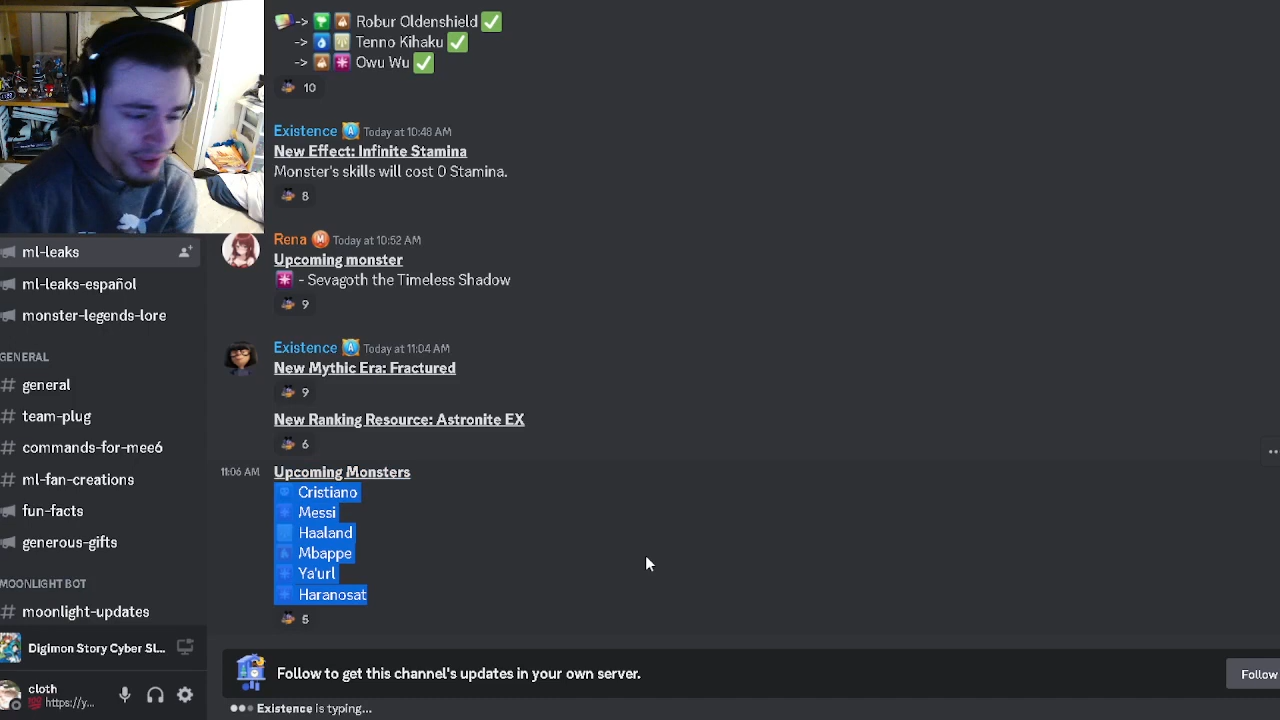 -> Robur Oldenshield
-> Tenno Kihaku
-> Owu Wu
10
Existence Today at 10:48 AM
New Effect: Infinite Stamina
Monster's skills will cost 0 Stamina.
8
Rena M Today at 10:52 AM
Upcoming monster
- Sevagoth the Timeless Shadow
9
Existence Today at 11:04 AM
New Mythic Era: Fractured
9
New Ranking Resource: Astronite EX
6
11:06 AM Upcoming Monsters
Cristiano
Messi
Haaland
Mbappe
Ya'url
Haranosat
5
Follow to get this channel's updates in your own server.
Follow
Existence is typing...
ml-leaks
ml-leaks-español
monster-legends-lore
GENERAL
# general
# team-plug
# commands-for-mee6
# ml-fan-creations
# fun-facts
# generous-gifts
MOONLIGHT BOT
# moonlight-updates
Digimon Story Cyber Sl...
cloth
https://y...